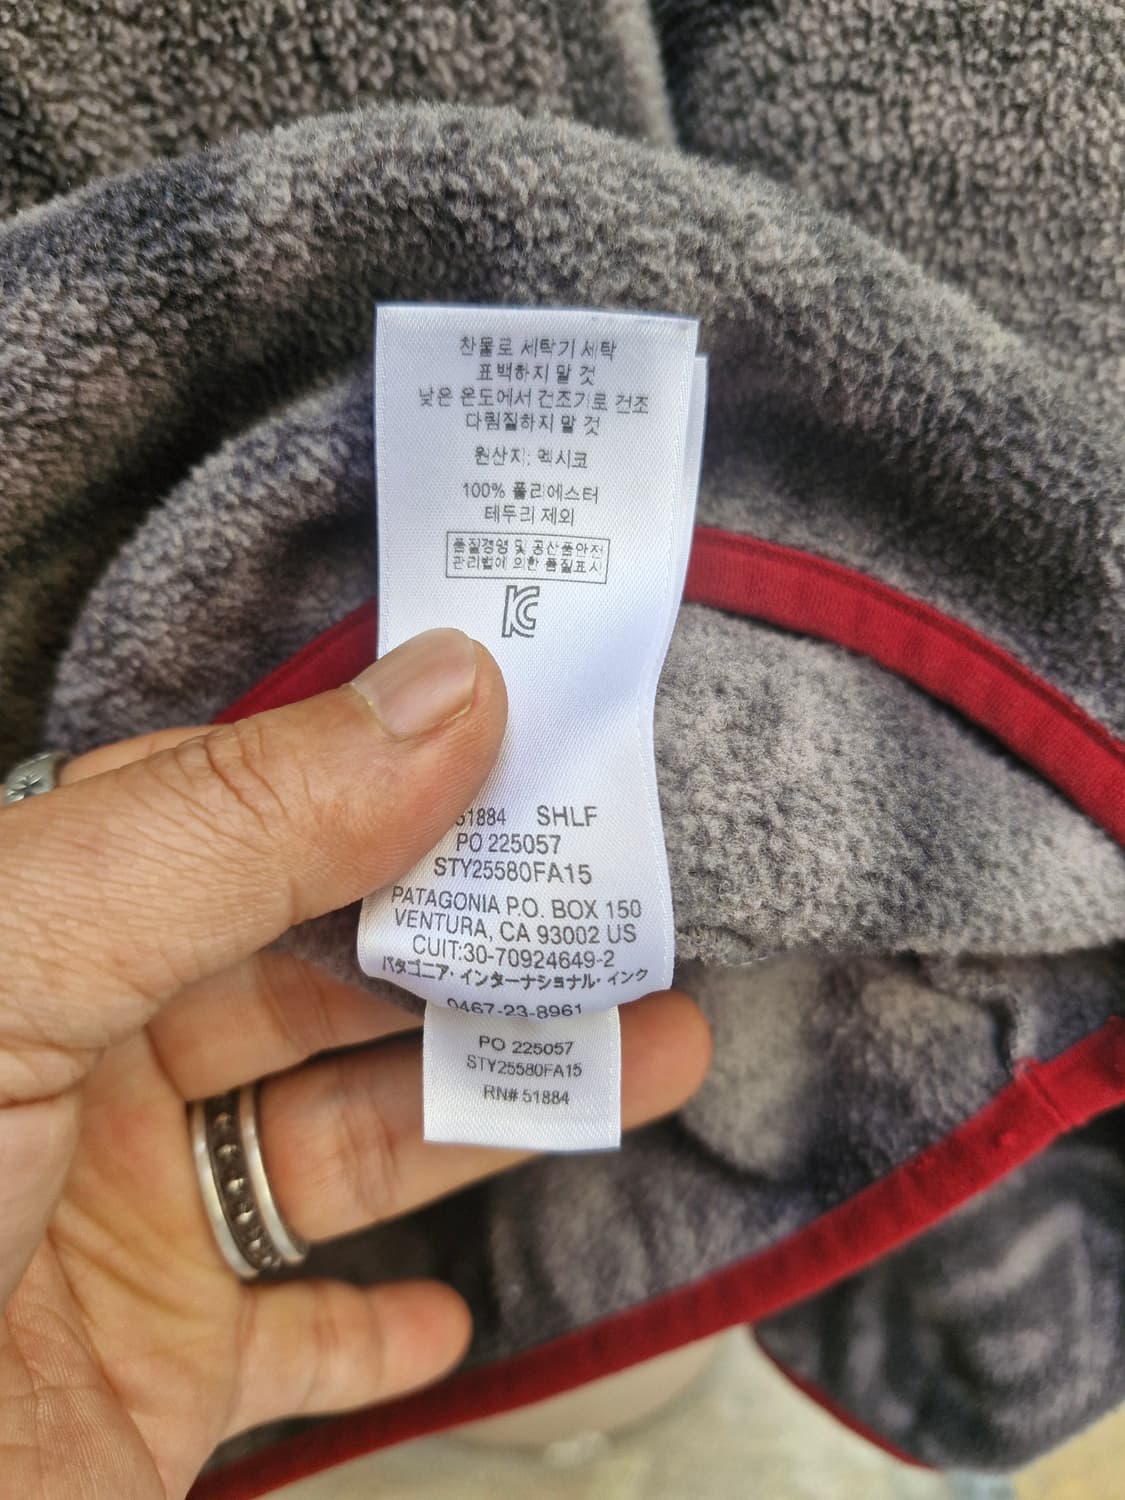 찬물로 세탁기 세탁
표백하지 말 것
낮은 온도에서 건조기로 건조
다림질하지 말 것
원산지: 멕시코
100% 폴리에스터
테두리 제외
품질경영 및 공산품안전
관리법에 의한 품질표시
KC
51884 SHLF
PO 225057
STY25580FA15
PATAGONIA P.O. BOX 150
VENTURA, CA 93002 US
CUIT:30-70924649-2
パタゴニア・インターナショナル・インク
0467-23-8961
PO 225057
STY25580FA15
RN# 51884